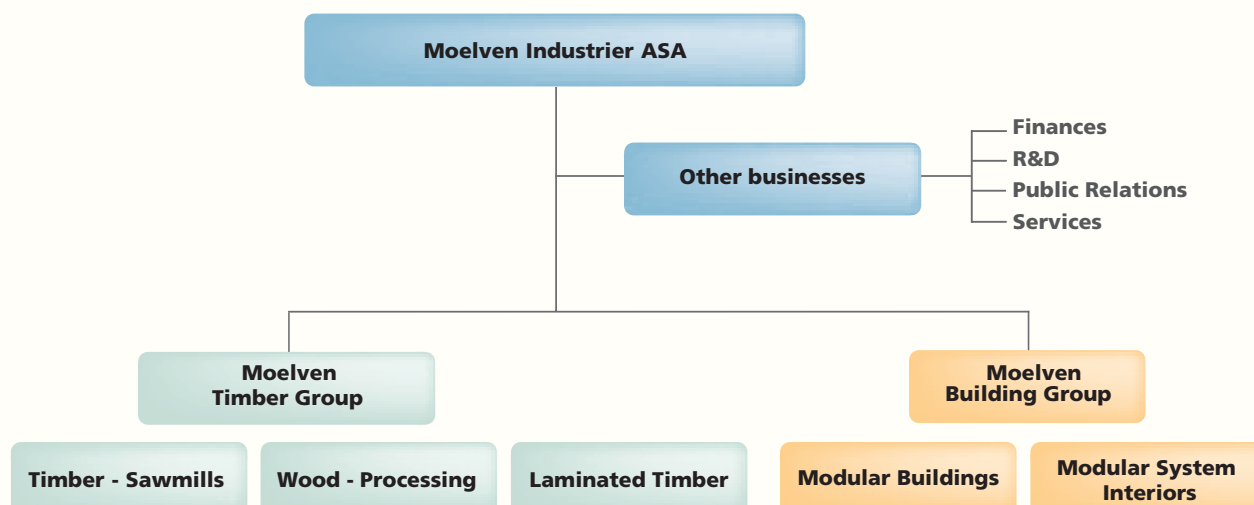 Moelven Industrier ASA
Other businesses
Finances
R&D
Public Relations
Services
Moelven
Timber Group
Moelven
Building Group
Timber - Sawmills
Wood - Processing
Laminated Timber
Modular Buildings
Modular System
Interiors